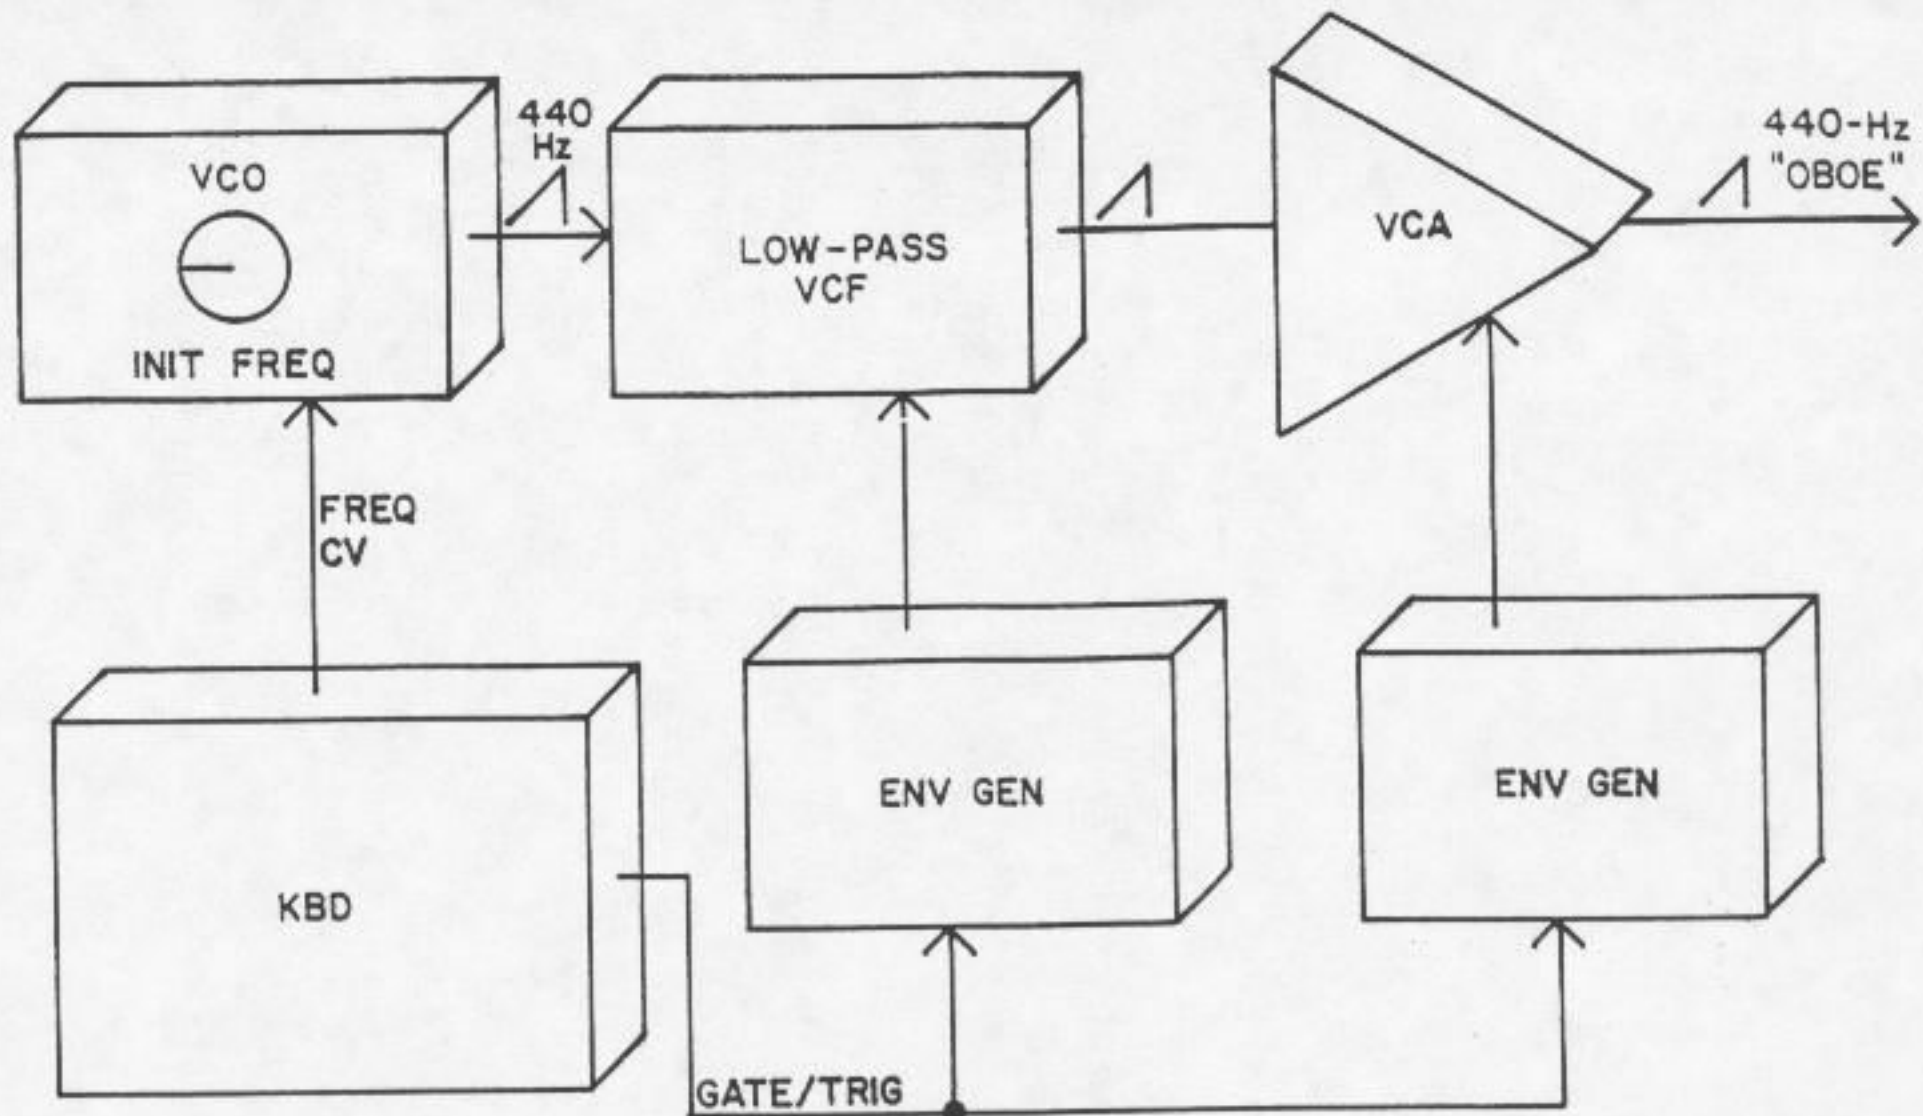 VCO
INIT FREQ
440
Hz
LOW-PASS
VCF
VCA
440-Hz
"OBOE"
FREQ
CV
KBD
ENV GEN
ENV GEN
GATE/TRIG